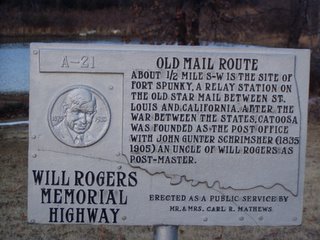 A-21
OLD MAIL ROUTE
ABOUT 1/2 MILE S-W IS THE SITE OF
FORT SPUNKY, A RELAY STATION ON
THE OLD STAR MAIL BETWEEN ST.
LOUIS AND CALIFORNIA. AFTER THE
WAR BETWEEN THE STATES, CATOOSA
WAS FOUNDED AS THE POST OFFICE
WITH JOHN GUNTER SCHRIMSHER (1835
1905) AN UNCLE OF WILL ROGERS AS
POST-MASTER.
1879 1935
WILL ROGERS
MEMORIAL
HIGHWAY
ERECTED AS A PUBLIC SERVICE BY
MR. & MRS. CARL R. MATHEWS.